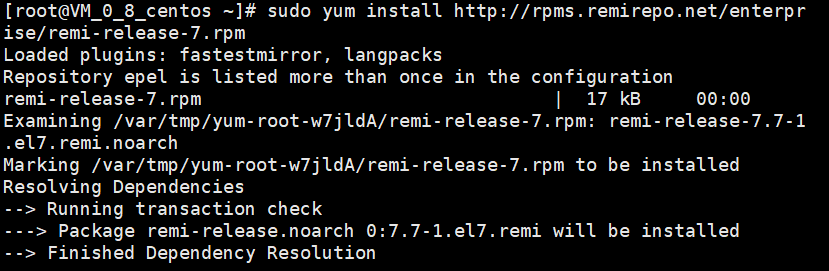 [root@VM_0_8_centos ~]# sudo yum install http://rpms.remirepo.net/enterpr
ise/remi-release-7.rpm
Loaded plugins: fastestmirror, langpacks
Repository epel is listed more than once in the configuration
remi-release-7.rpm                                |  17 kB     00:00
Examining /var/tmp/yum-root-w7jldA/remi-release-7.rpm: remi-release-7.7-1
.el7.remi.noarch
Marking /var/tmp/yum-root-w7jldA/remi-release-7.rpm to be installed
Resolving Dependencies
--> Running transaction check
---> Package remi-release.noarch 0:7.7-1.el7.remi will be installed
--> Finished Dependency Resolution